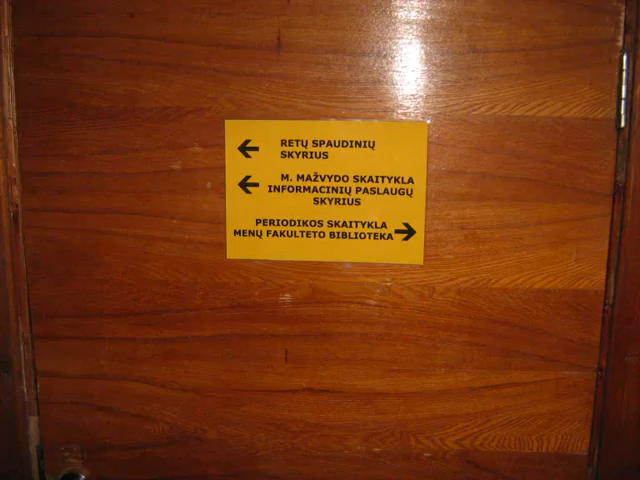 RETŲ SPAUDINIŲ
SKYRIUS
M. MAŽVYDO SKAITYKLA
INFORMACINIŲ PASLAUGŲ
SKYRIUS
PERIODIKOS SKAITYKLA
MENŲ FAKULTETO BIBLIOTEKA